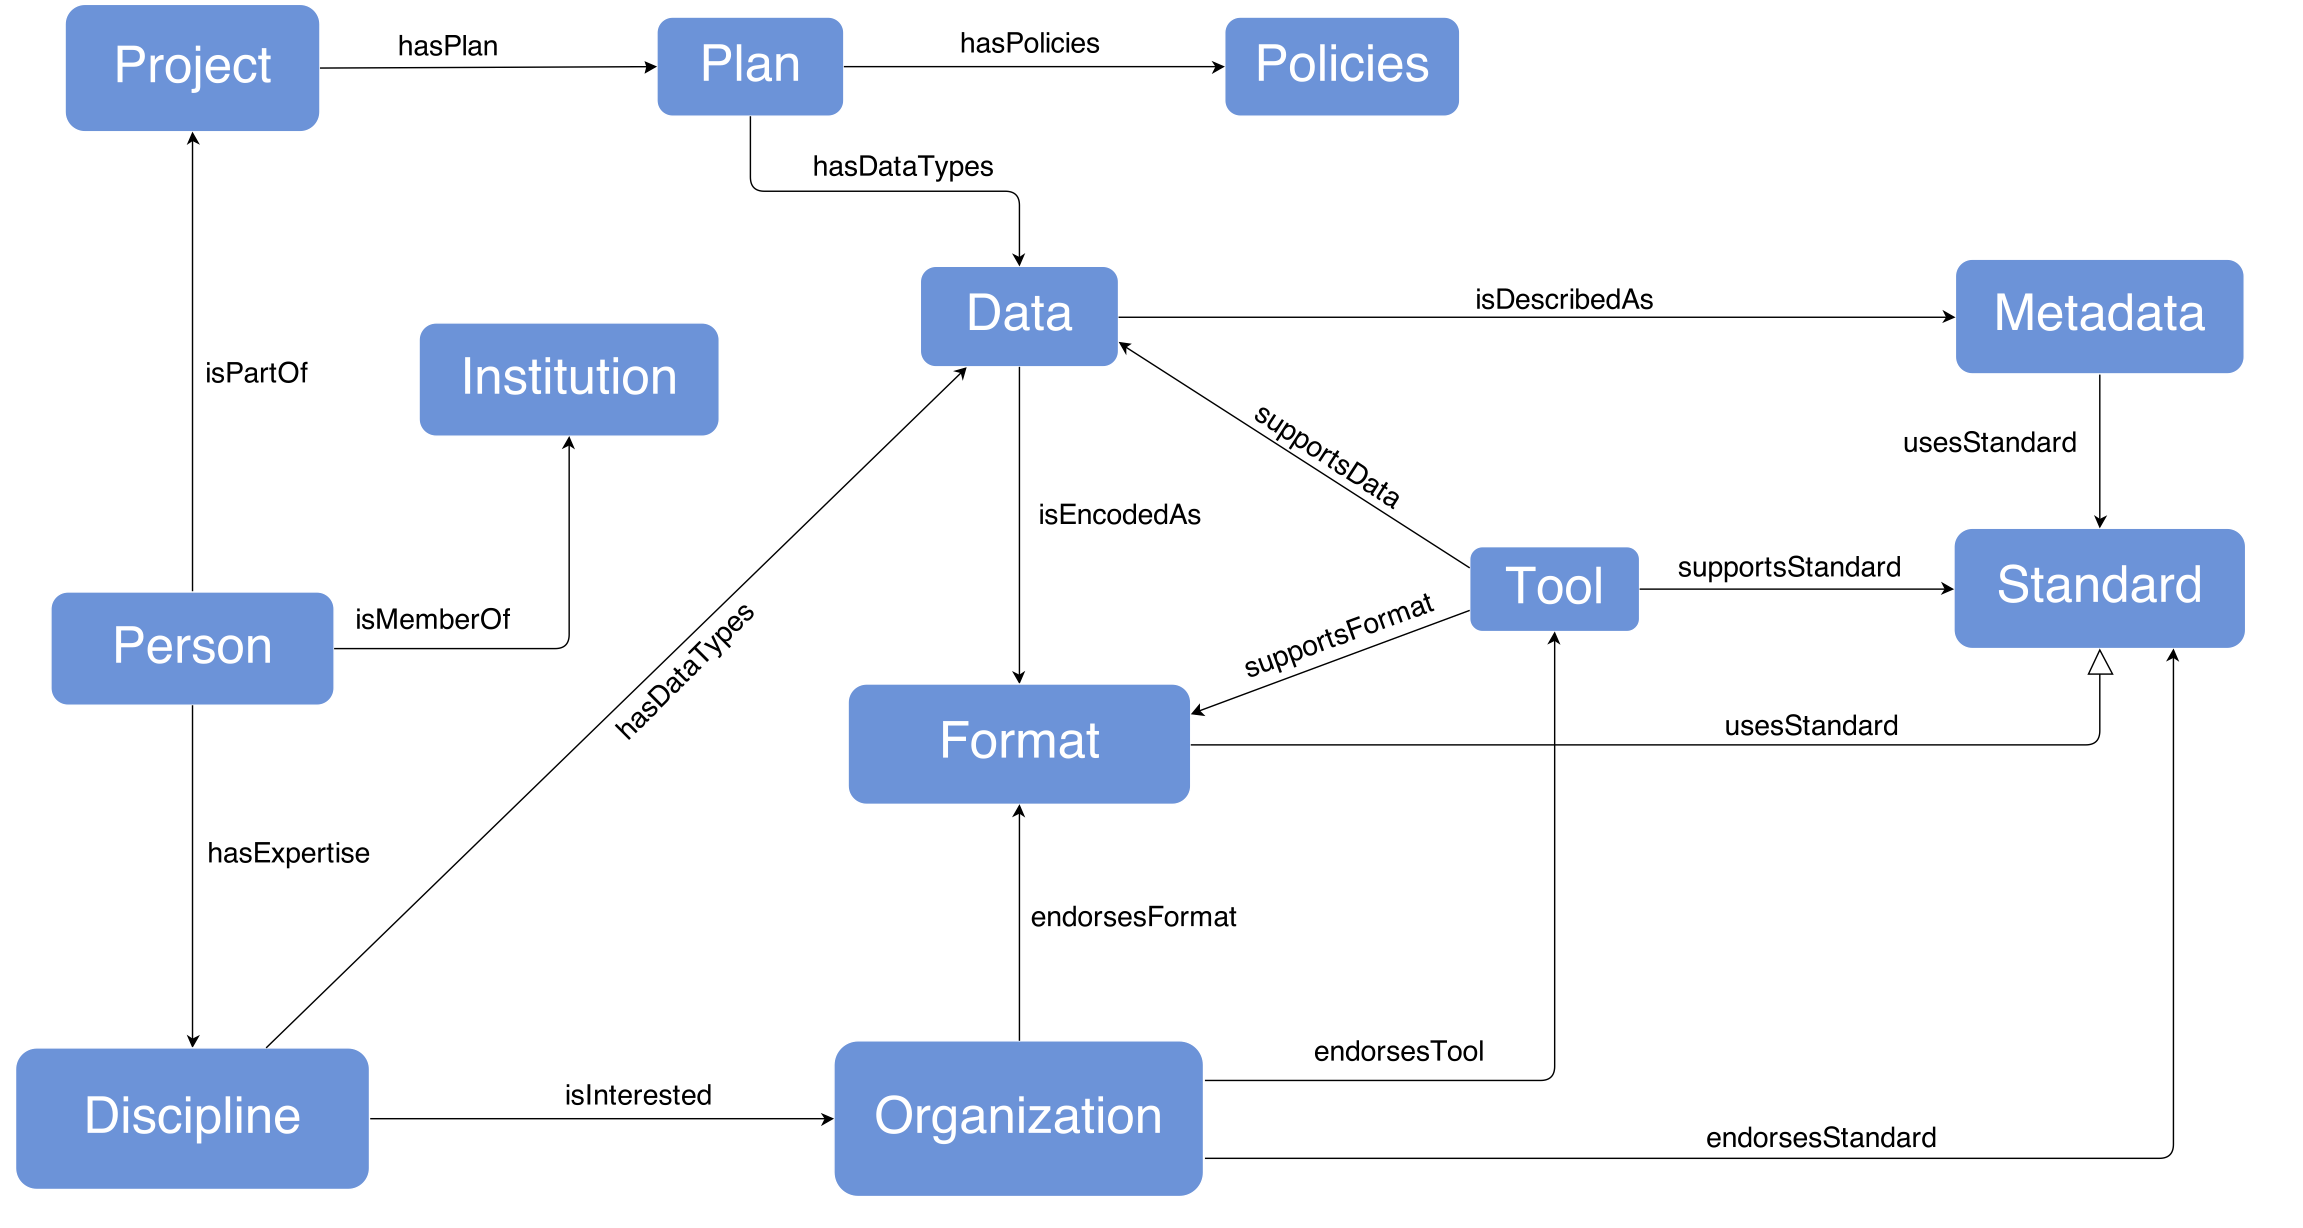 Project
hasPlan
Plan
hasPolicies
Policies
hasDataTypes
Data
isDescribedAs
Metadata
isPartOf
Institution
supportsData
usesStandard
isEncodedAs
Tool
supportsStandard
Standard
Person
isMemberOf
hasDataTypes
supportsFormat
Format
usesStandard
hasExpertise
endorsesFormat
Discipline
isInterested
Organization
endorsesTool
endorsesStandard